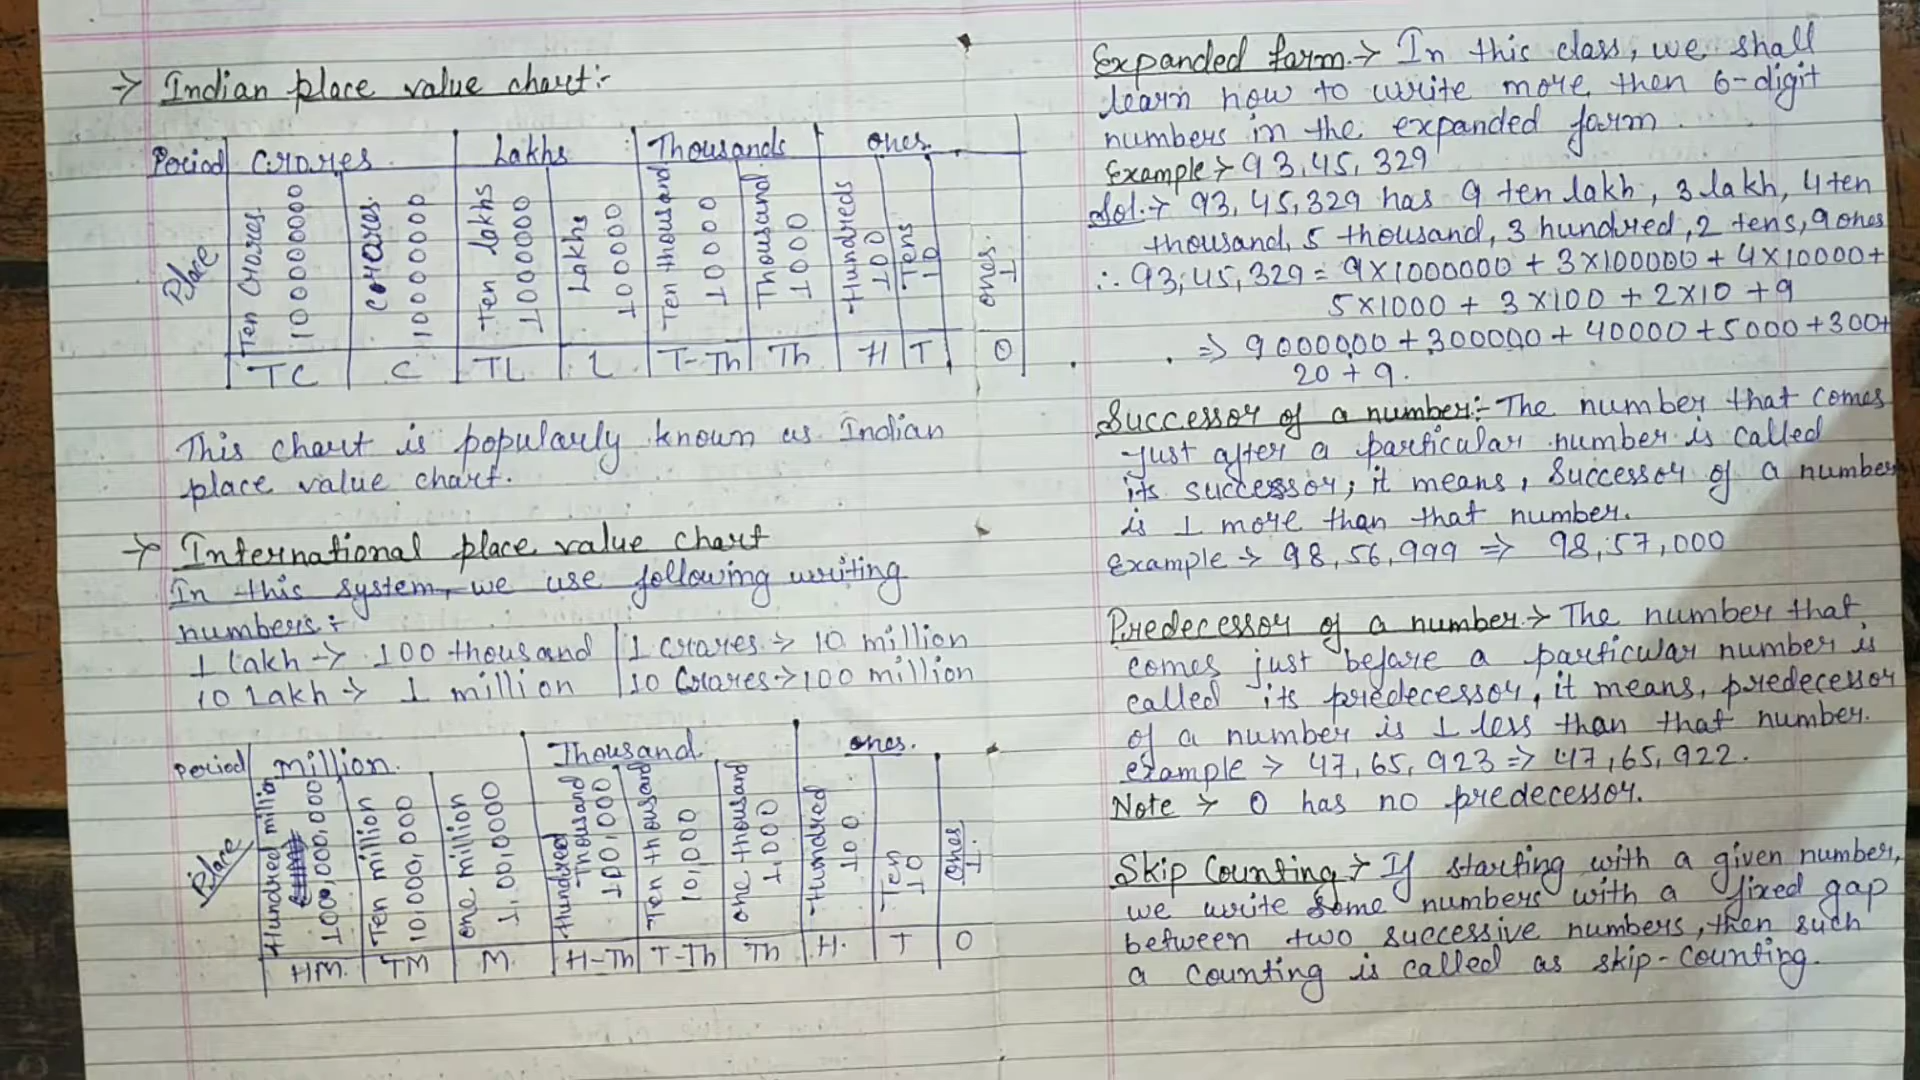 → Indian place value chart:-
Period Crores Lakhs Thousands ones.
Place Ten Crores 100000000 Corores 10000000 Ten lakhs 1000000 Lakhs 100000 Ten thousand 10000 Thousand 1000 Hundreds 100 Tens 10 ones. 1
TC C TL L T-Th Th H T O
This chart is popularly known as Indian
place value chart.
→ International place value chart
In this system, we use following writing
numbers:-
1 lakh → 100 thousand | 1 crores → 10 million
10 Lakh → 1 million | 10 Crores → 100 million
Period million. Thousand ones.
Place Hundred million 100,000,000 Ten million 10,000,000 one million 1,00,0000 Hundred Thousand 100,000 Ten thousand 10,000 one thousand 1,000 Hundred 100 Ten 10 ones 1.
HM. TM M. H-Th T-Th Th H. T O
Expanded form → In this class, we shall
learn how to write more then 6-digit
numbers in the expanded form.
Example → 93,45,329
Sol. → 93,45,329 has 9 ten lakh, 3 lakh, 4 ten
thousand, 5 thousand, 3 hundred, 2 tens, 9 ones
∴ 93,45,329 = 9×1000000 + 3×100000 + 4×10000+
5×1000 + 3×100 + 2×10 + 9
⇒ 9000000 + 300000 + 40000 + 5000 + 300+
20 + 9.
Successor of a number:- The number that comes
just after a particular number is called
its successor; it means, Successor of a number
is 1 more than that number.
Example → 98,56,999 ⇒ 98,57,000
Predecessor of a number → The number that
comes just before a particular number is
called its predecessor, it means, predecessor
of a number is 1 less than that number.
example → 47,65,923 ⇒ 47,65,922.
Note → 0 has no predecessor.
Skip Counting → If starting with a given number,
we write some numbers with a fixed gap
between two successive numbers, then such
a counting is called as skip-counting.